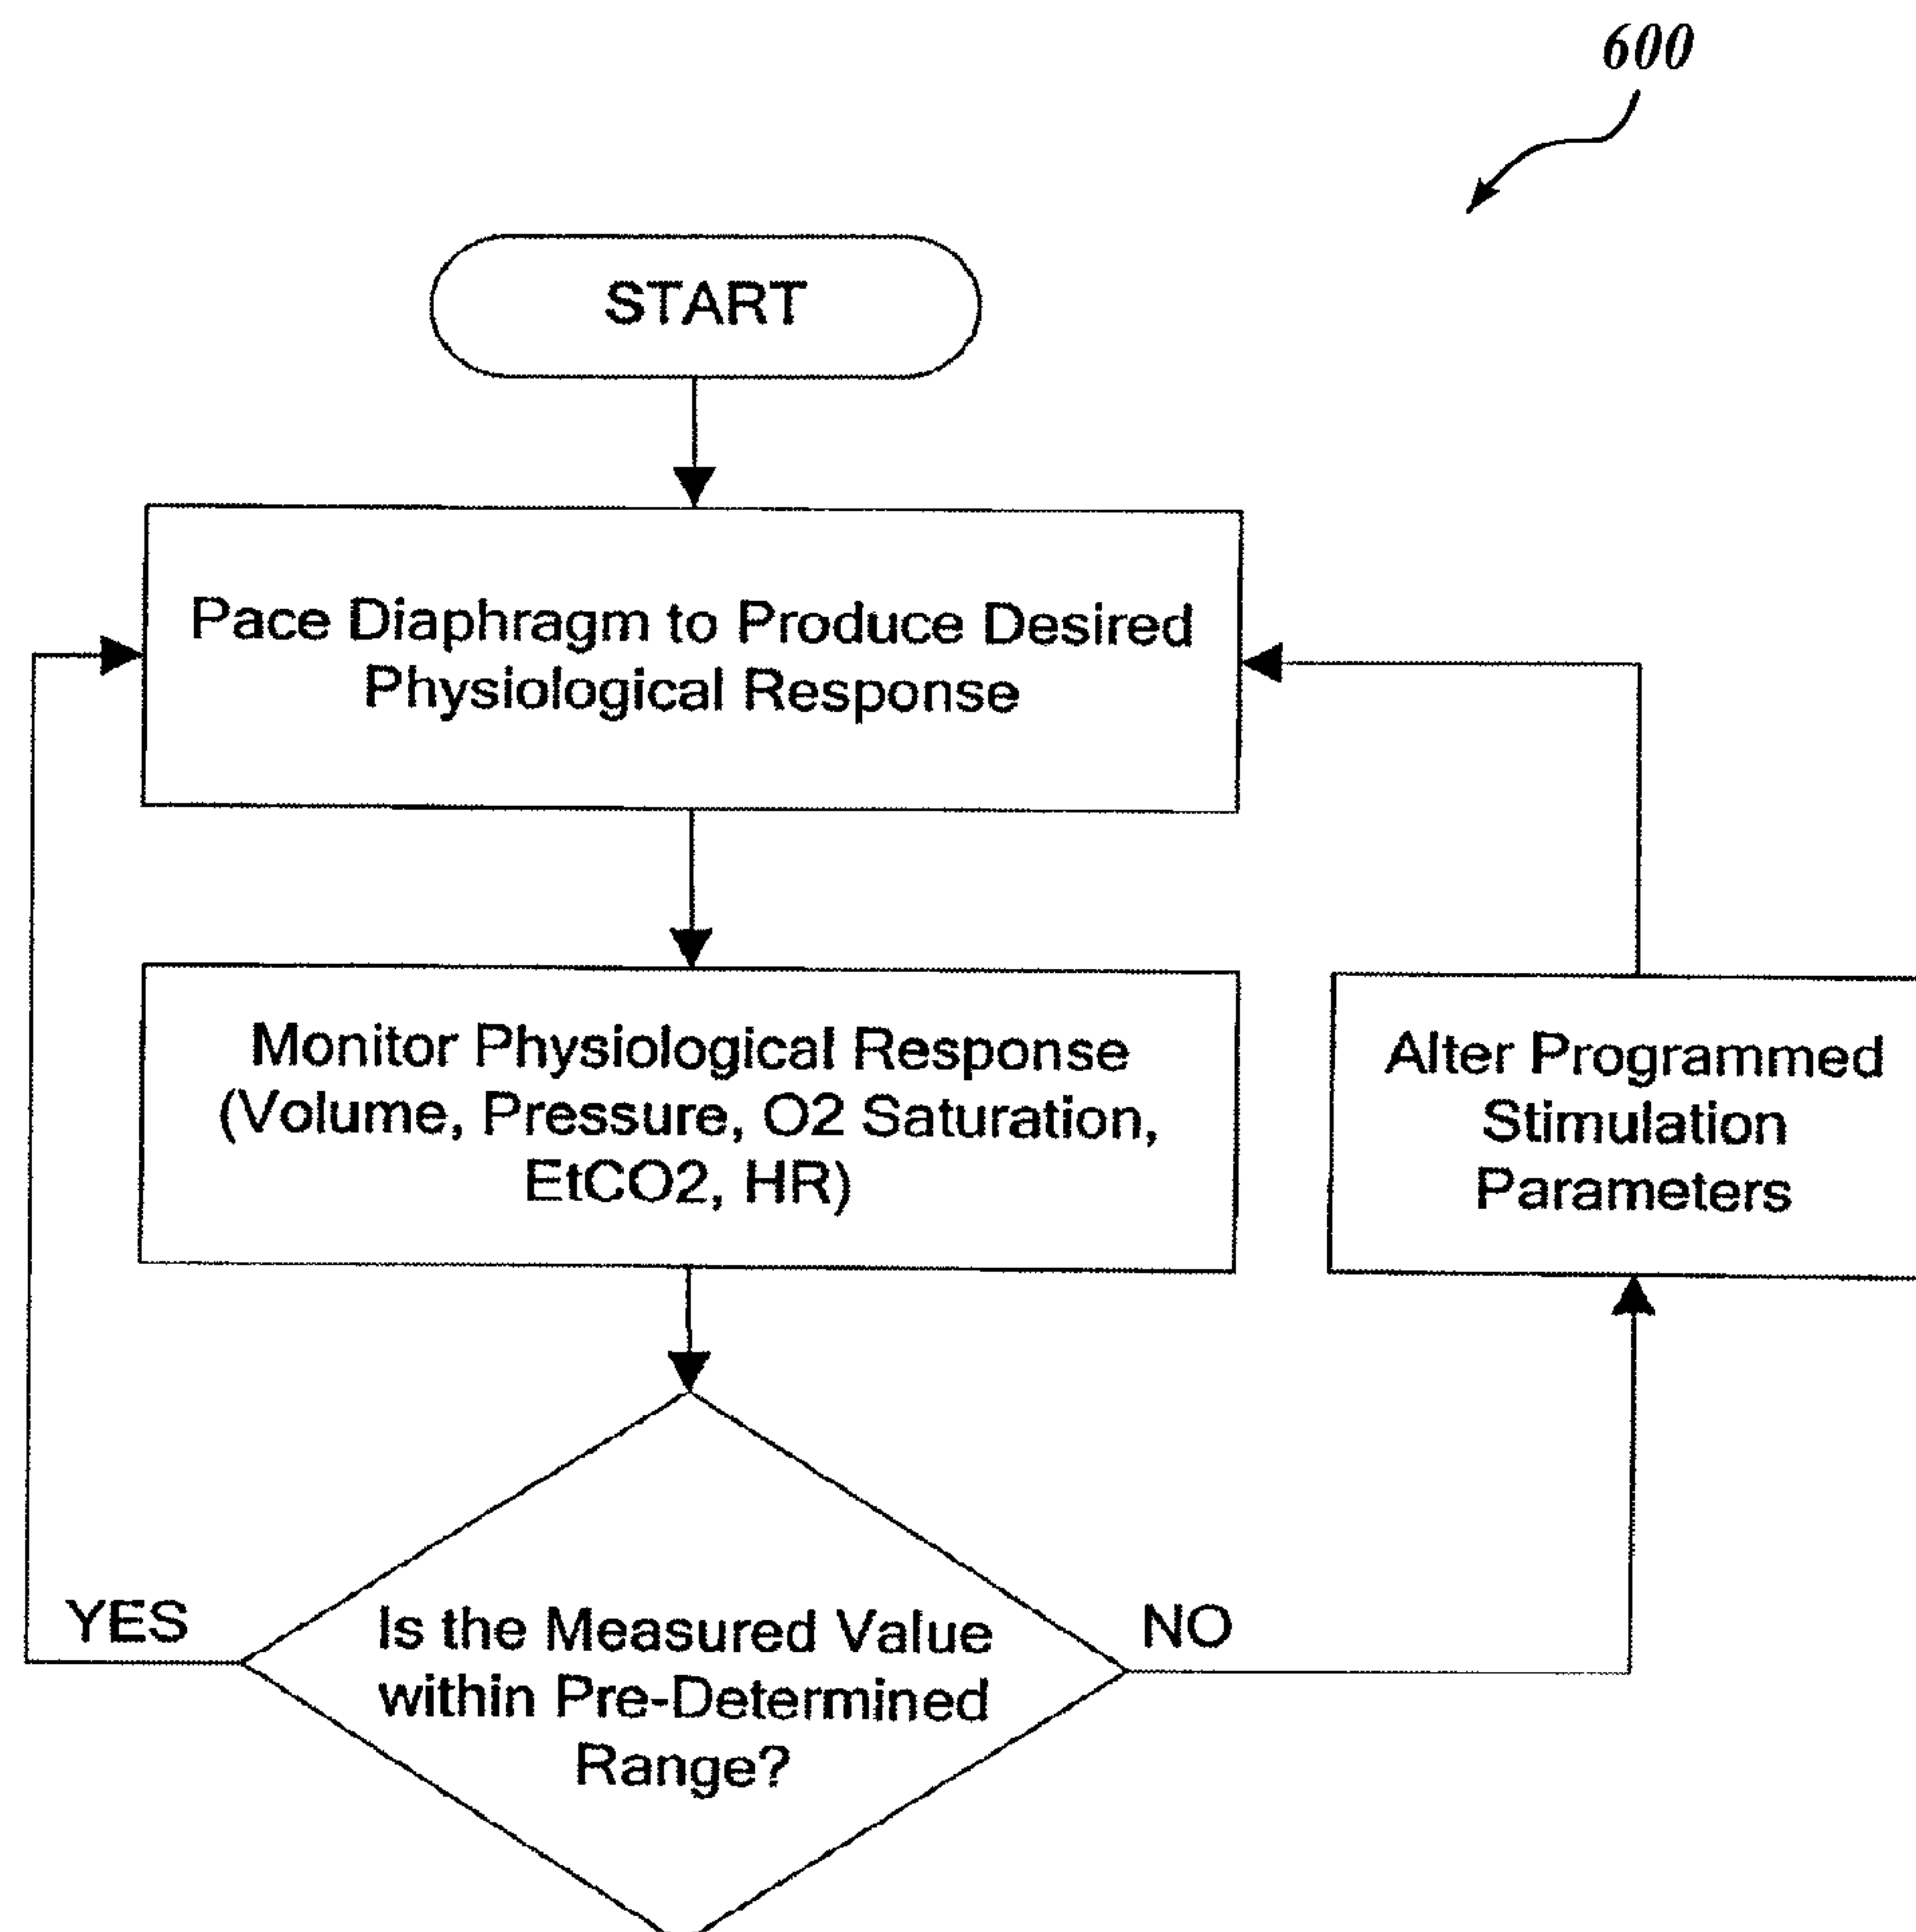 600
START
Pace Diaphragm to Produce Desired
Physiological Response
Monitor Physiological Response
(Volume, Pressure, O2 Saturation,
EtCO2, HR)
Alter Programmed
Stimulation
Parameters
YES
Is the Measured Value
within Pre-Determined
Range?
NO